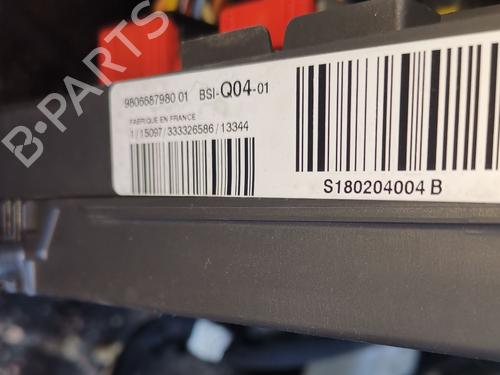 B-PARTS
9806687980 01 BSI-Q04-01
FABRIQUE EN FRANCE
1/15097/333326586/13344
S180204004 B